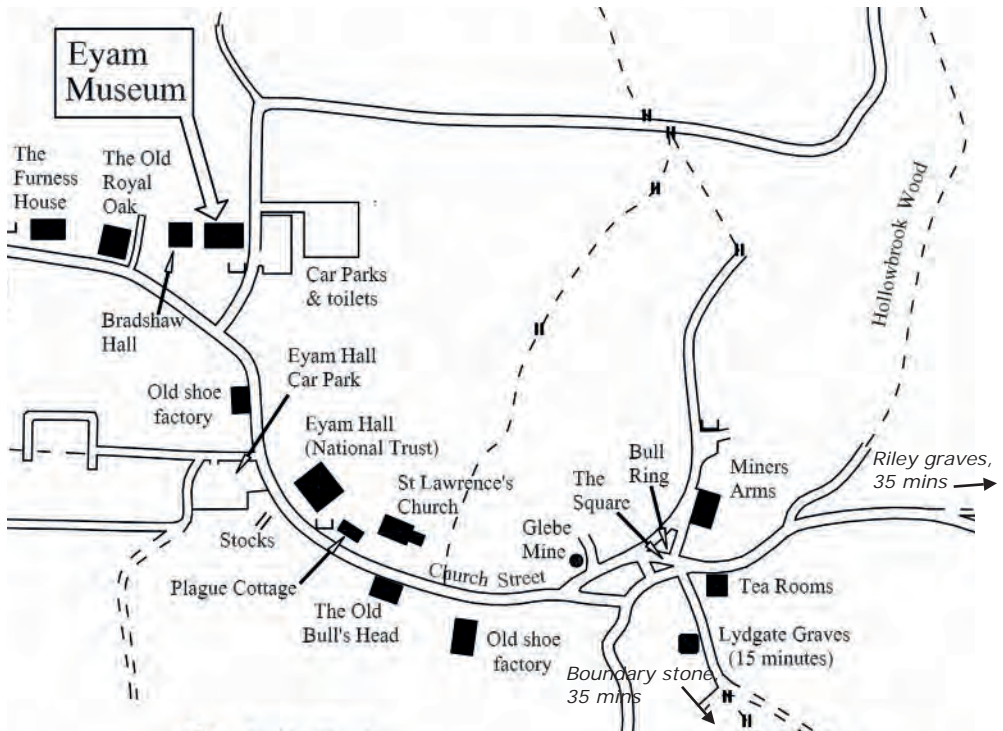 Eyam
Museum
The
Furness
House
The Old
Royal
Oak
Car Parks
& toilets
Bradshaw
Hall
Hollowbrook Wood
Eyam Hall
Car Park
Old shoe
factory
Eyam Hall
(National Trust)
St Lawrence's
Church
Bull
Ring
The
Square
Miners
Arms
Riley graves,
35 mins
Glebe
Mine
Stocks
Church Street
Plague Cottage
The Old
Bull's Head
Tea Rooms
Old shoe
factory
Lydgate Graves
(15 minutes)
Boundary stone,
35 mins